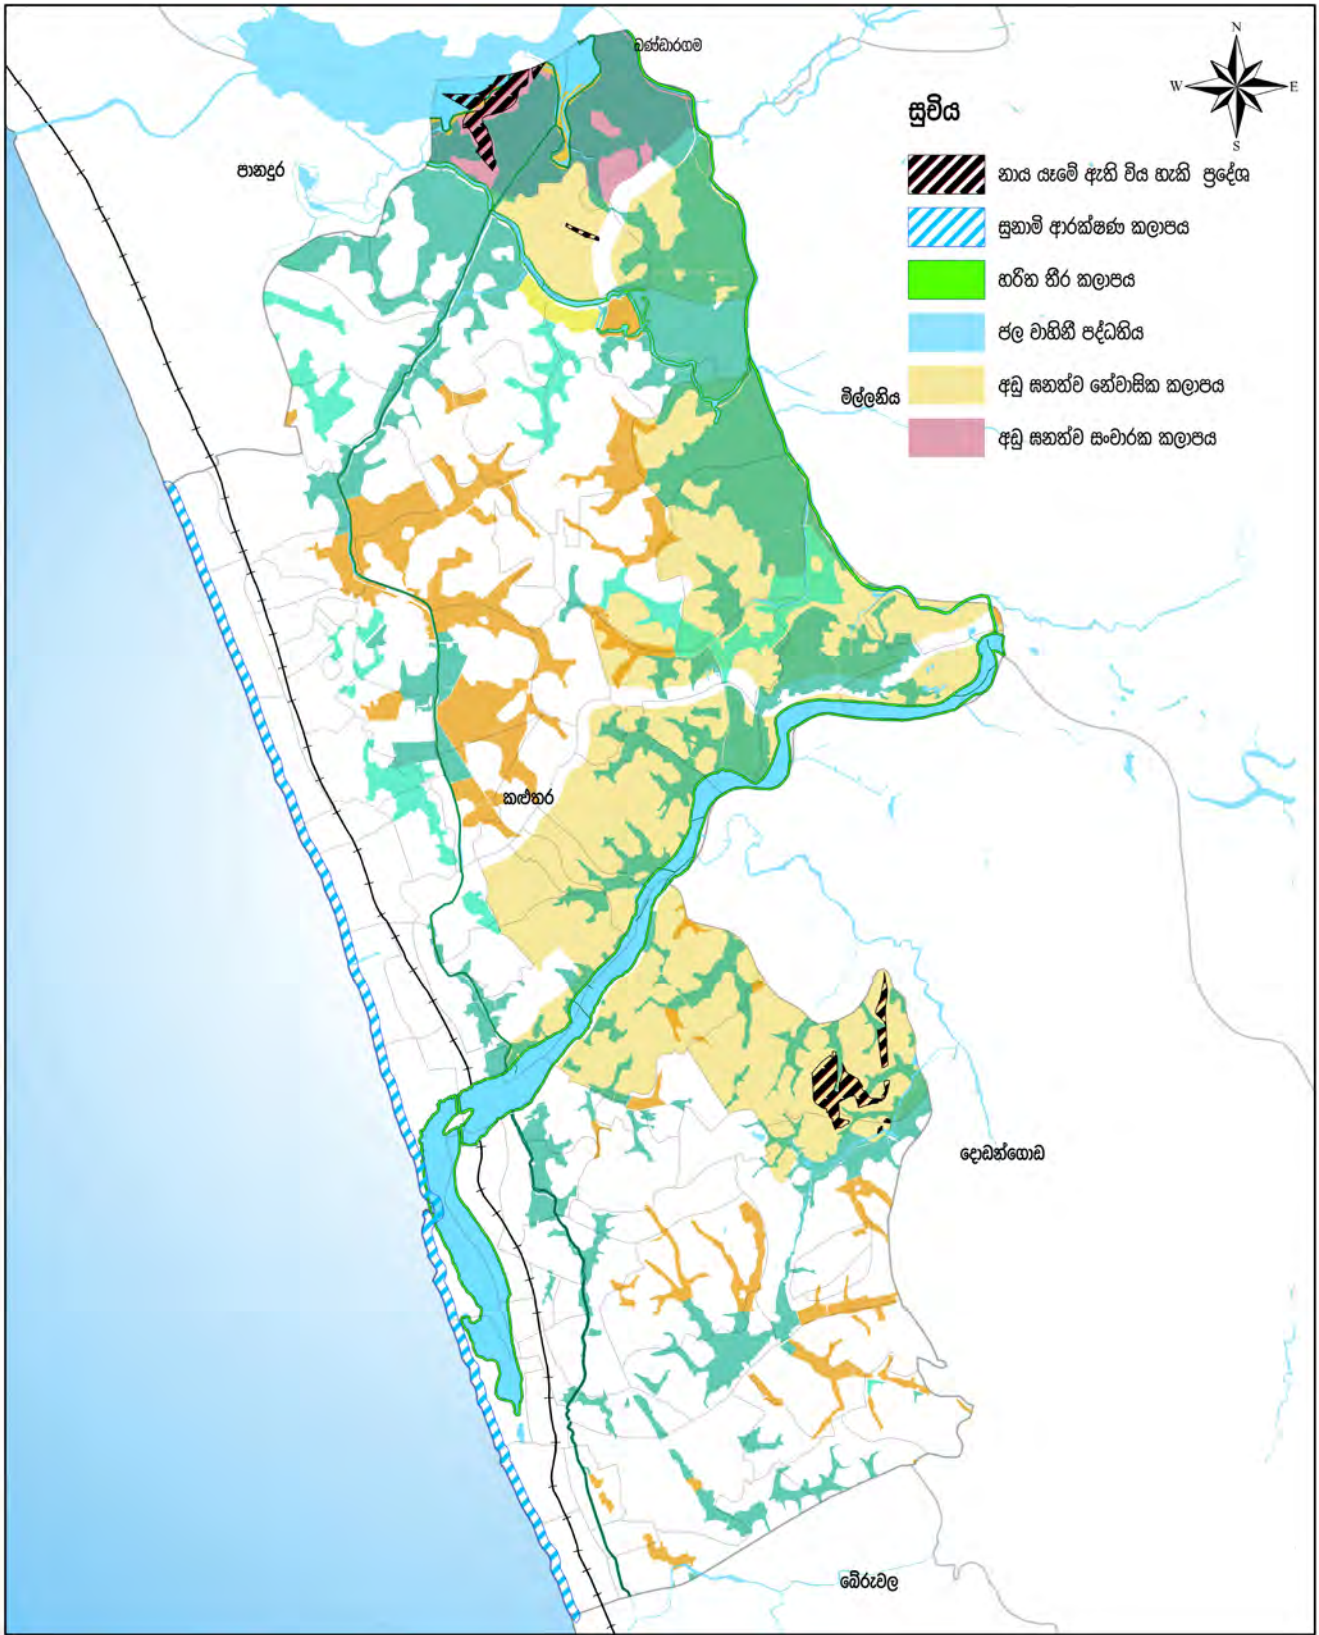 බණ්ඩාරගම
N
W
E
S
සුචිය
පානදුර
නාය යෑමේ ඇති විය හැකි ප්‍රදේශ
සුනාමි ආරක්ෂණ කලාපය
හරිත තීර කලාපය
ජල වාහිනී පද්ධතිය
අඩු ඝනත්ව නේවාසික කලාපය
මිල්ලනිය
අඩු ඝනත්ව සංචාරක කලාපය
කළුතර
දොඩන්ගොඩ
බේරුවල